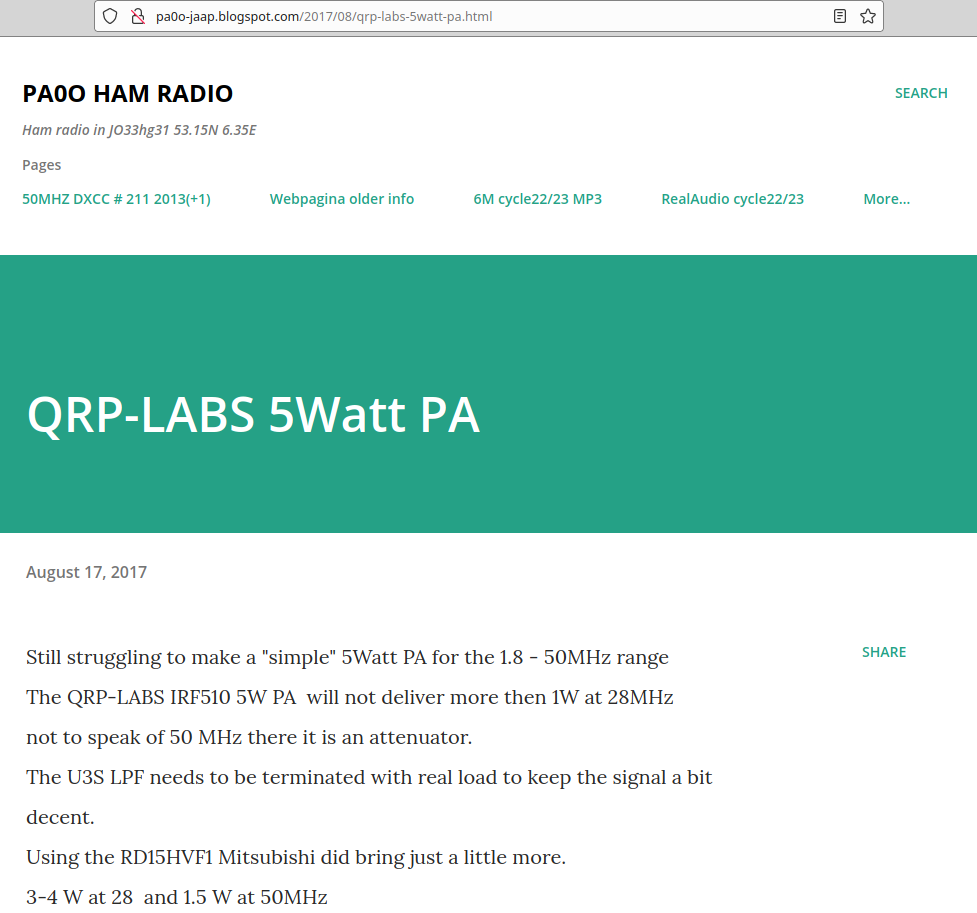 pa0o-jaap.blogspot.com/2017/08/qrp-labs-5watt-pa.html
PA0O HAM RADIO
SEARCH
Ham radio in JO33hg31 53.15N 6.35E
Pages
50MHZ DXCC # 211 2013(+1) Webpagina older info 6M cycle22/23 MP3 RealAudio cycle22/23 More...
QRP-LABS 5Watt PA
August 17, 2017
SHARE
Still struggling to make a "simple" 5Watt PA for the 1.8 - 50MHz range
The QRP-LABS IRF510 5W PA  will not deliver more then 1W at 28MHz
not to speak of 50 MHz there it is an attenuator.
The U3S LPF needs to be terminated with real load to keep the signal a bit
decent.
Using the RD15HVF1 Mitsubishi did bring just a little more.
3-4 W at 28  and 1.5 W at 50MHz